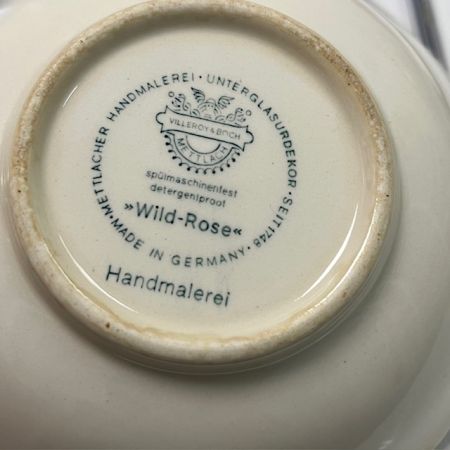 METTLACHER HANDMALEREI · UNTERGLASURDEKOR · SEIT 1748 · MADE IN GERMANY ·
VILLEROY & BOCH
METTLACH
spülmaschinenfest
detergentproof
»Wild-Rose«
Handmalerei